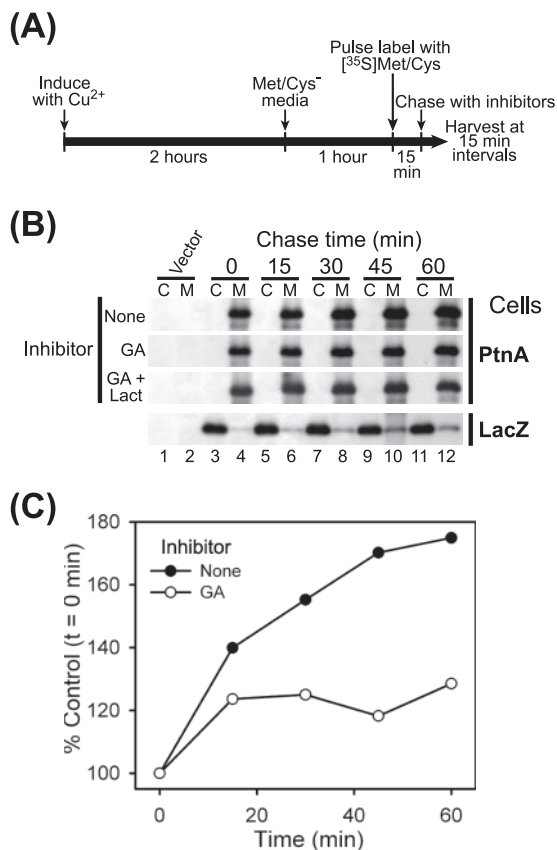 (A)
Pulse label with
[35S]Met/Cys
Induce
with Cu2+
Met/Cys-
media
Chase with inhibitors
Harvest at
15 min
intervals
2 hours
1 hour
15
min
(B)
Vector
Chase time (min)
0 15 30 45 60
C M C M C M C M C M C M
Cells
Inhibitor
None
GA
PtnA
GA +
Lact
LacZ
1 2 3 4 5 6 7 8 9 10 11 12
(C)
% Control (t = 0 min)
180
160
140
120
100
Inhibitor
None
GA
0 20 40 60
Time (min)